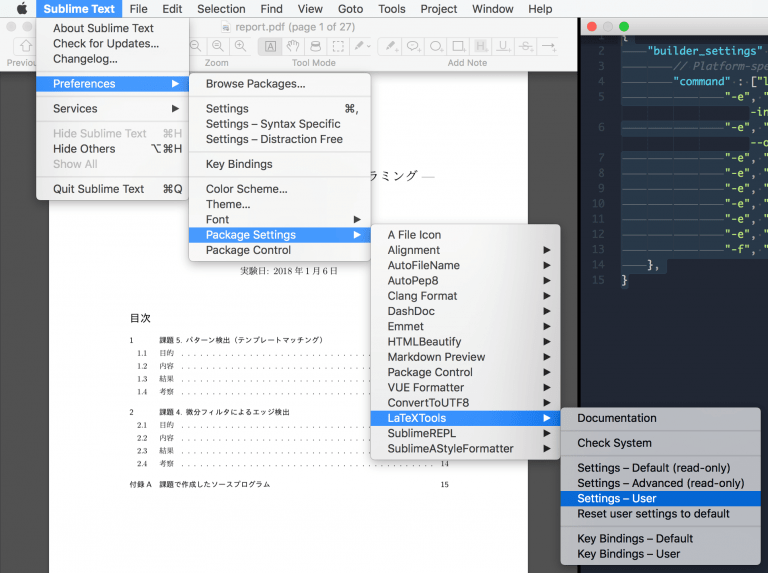 Sublime Text File Edit Selection Find View Goto Tools Project Window Help
report.pdf (page 1 of 27)
Zoom
Tool Mode
Add Note
About Sublime Text
Check for Updates...
Changelog...
Preferences
Services
Hide Sublime Text ⌘H
Hide Others ⌥⌘H
Show All
Quit Sublime Text ⌘Q
Browse Packages...
Settings ⌘,
Settings – Syntax Specific
Settings – Distraction Free
Key Bindings
Color Scheme...
Theme...
Font
Package Settings
Package Control
A File Icon
Alignment
AutoFileName
AutoPep8
Clang Format
DashDoc
Emmet
HTMLBeautify
Markdown Preview
Package Control
VUE Formatter
ConvertToUTF8
LaTeXTools
SublimeREPL
SublimeAStyleFormatter
Documentation
Check System
Settings – Default (read-only)
Settings – Advanced (read-only)
Settings – User
Reset user settings to default
Key Bindings – Default
Key Bindings – User
ラミング —
実験日: 2018 年 1 月 6 日
目次
1 課題 5. パターン検出（テンプレートマッチング）
1.1 目的
1.2 内容
1.3 結果
1.4 考察
2 課題 4. 微分フィルタによるエッジ検出
2.1 目的
2.2 内容
2.3 結果
2.4 考察 14
付録 A 課題で作成したソースプログラム 15
1 {
2 "builder_settings"
3 // Platform-spe
4 "command" : ["l
5 "-e", "
-in
6 "-e", "
--o
7 "-e", "
8 "-e", "
9 "-e", "
10 "-e", "
11 "-e", "
12 "-e", "
13 "-f", "
14 },
15 }